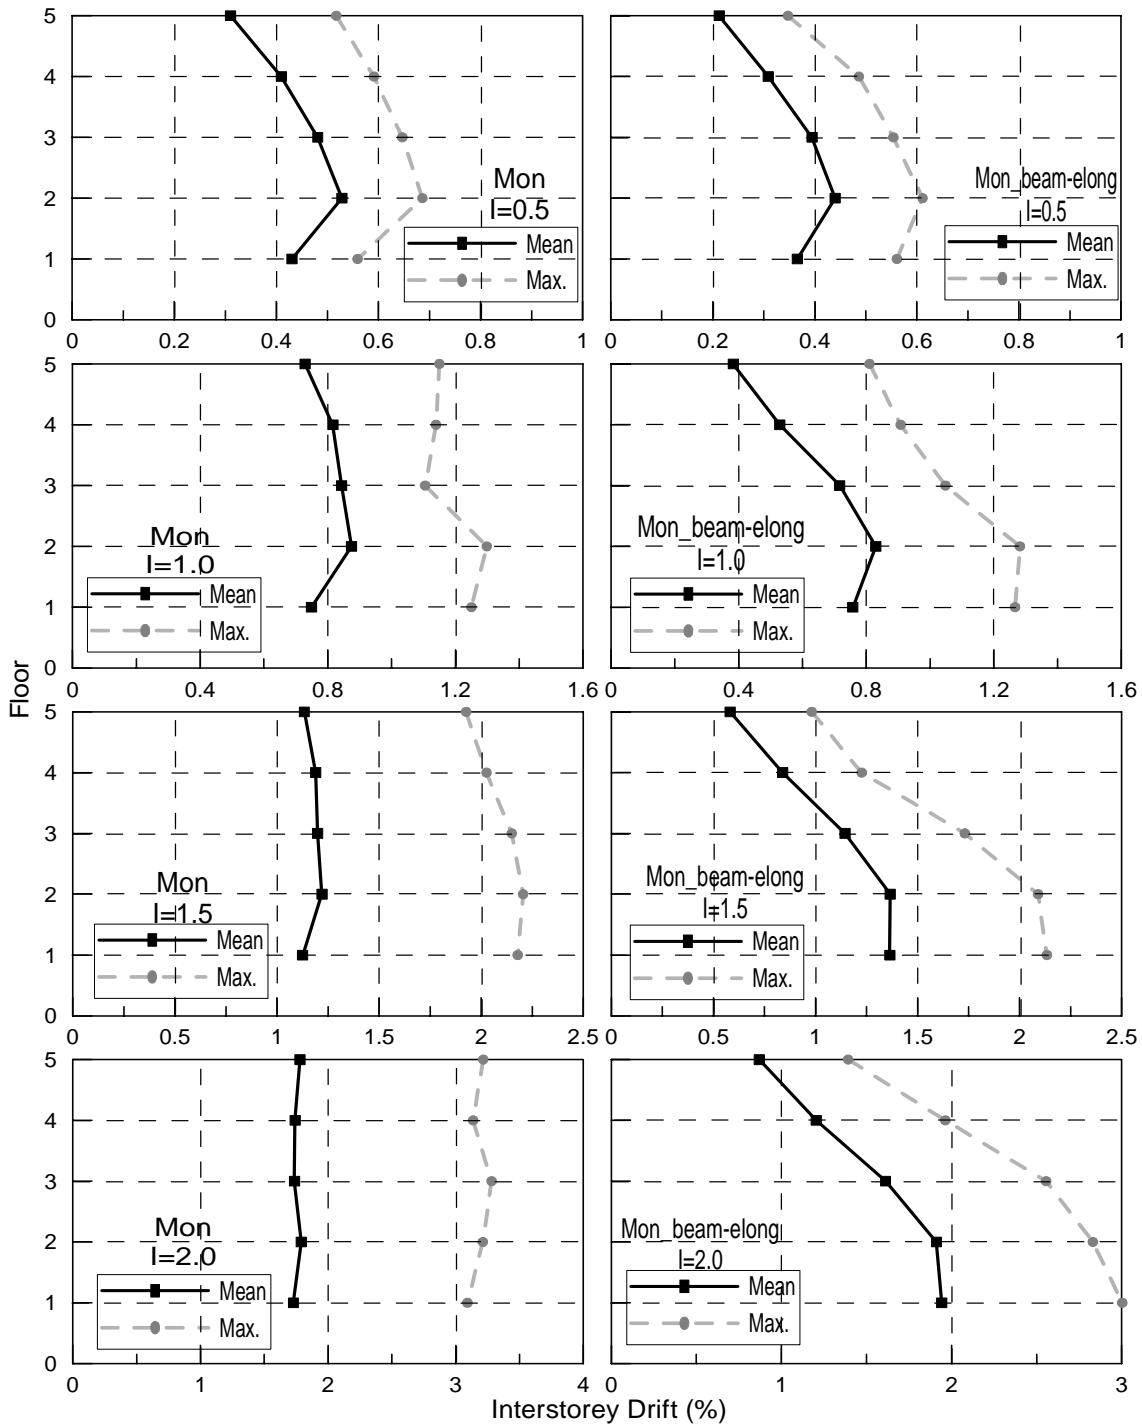 5
4
3
2
1
0
Mon
I=0.5
Mean
Max.
0 0.2 0.4 0.6 0.8 1
Mon_beam-elong
I=0.5
Mean
Max.
0 0.2 0.4 0.6 0.8 1
5
4
3
2
1
0
Mon
I=1.0
Mean
Max.
0 0.4 0.8 1.2 1.6
Mon_beam-elong
I=1.0
Mean
Max.
0 0.4 0.8 1.2 1.6
Floor
5
4
3
2
1
0
Mon
I=1.5
Mean
Max.
0 0.5 1 1.5 2 2.5
Mon_beam-elong
I=1.5
Mean
Max.
0 0.5 1 1.5 2 2.5
5
4
3
2
1
0
Mon
I=2.0
Mean
Max.
0 1 2 3 4
Mon_beam-elong
I=2.0
Mean
Max.
0 1 2 3
Interstorey Drift (%)